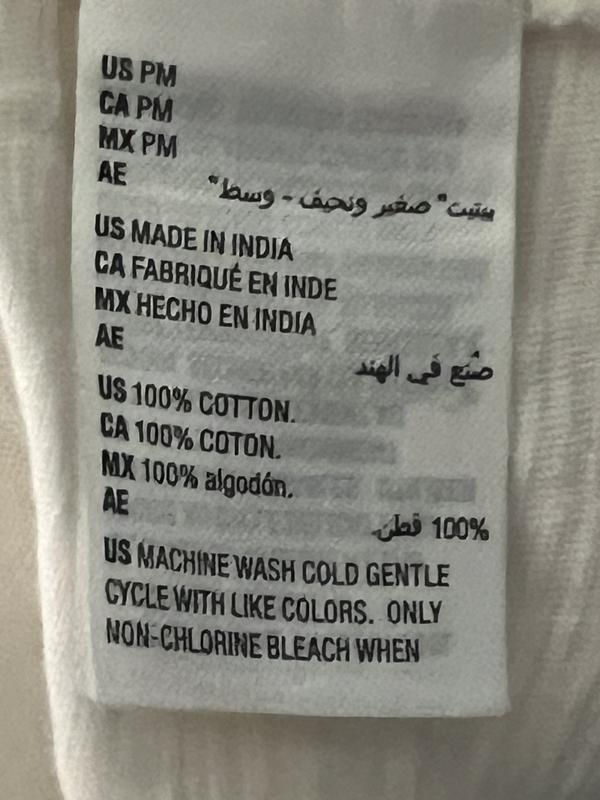 US PM
CA PM
MX PM
AE "بيتيت" صغير ونحيف - وسط"
US MADE IN INDIA
CA FABRIQUÉ EN INDE
MX HECHO EN INDIA
AE
صُنع في الهند
US 100% COTTON.
CA 100% COTON.
MX 100% algodón.
AE
100% قطن.
US MACHINE WASH COLD GENTLE
CYCLE WITH LIKE COLORS. ONLY
NON-CHLORINE BLEACH WHEN